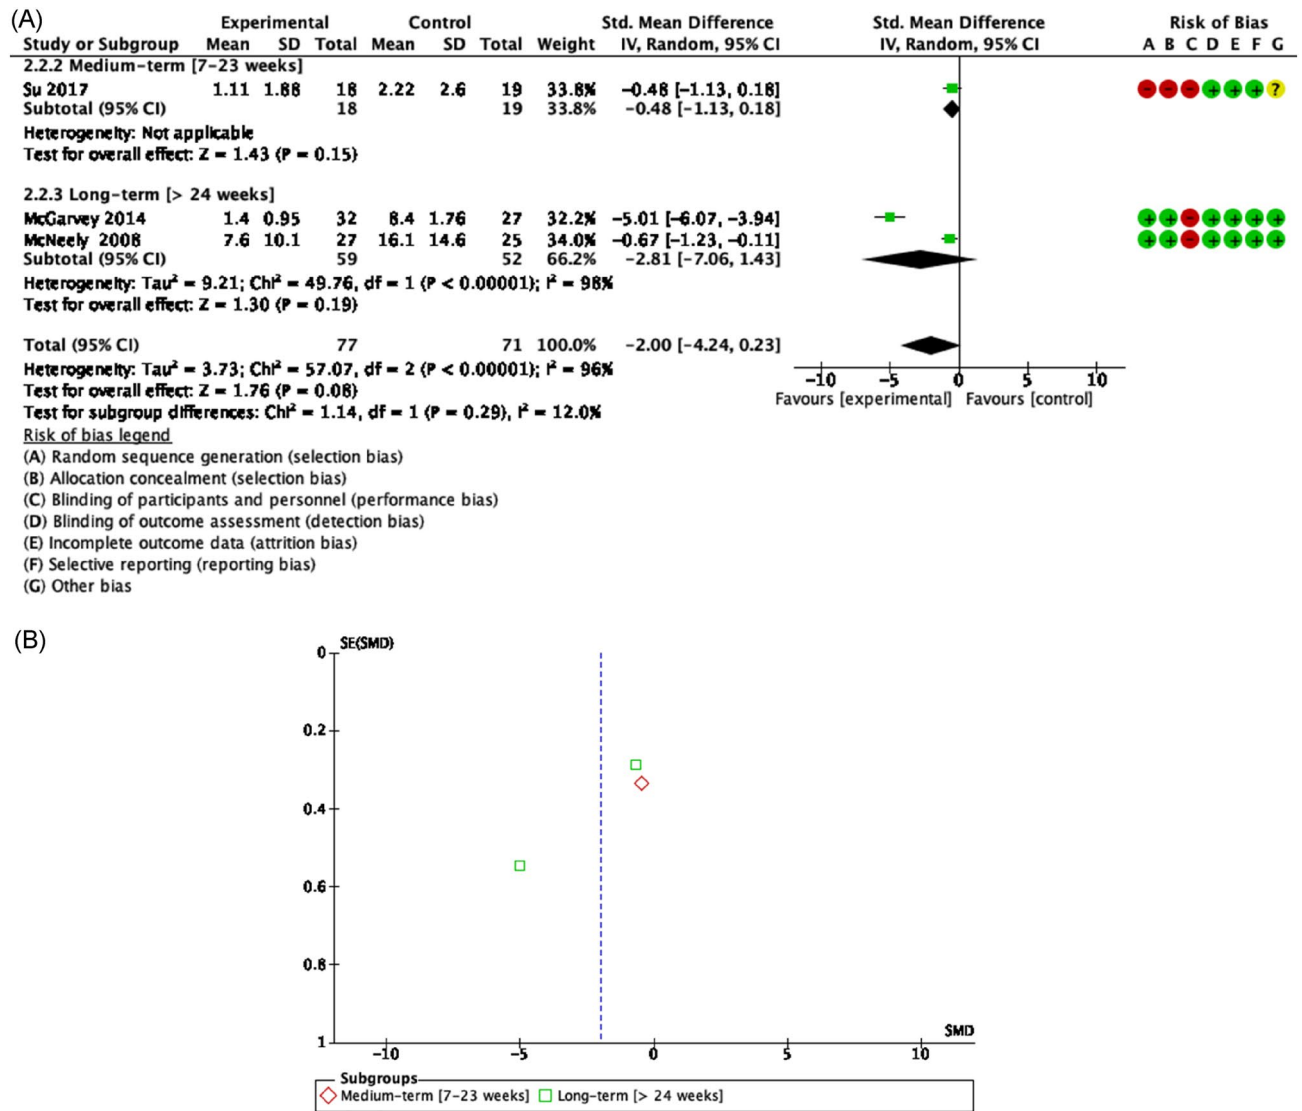 (A)
Experimental Control Std. Mean Difference Std. Mean Difference Risk of Bias
Study or Subgroup Mean SD Total Mean SD Total Weight IV, Random, 95% CI IV, Random, 95% CI A B C D E F G
2.2.2 Medium-term [7-23 weeks]
Su 2017 1.11 1.88 18 2.22 2.6 19 33.8% -0.48 [-1.13, 0.18] - - - + + + ?
Subtotal (95% CI) 18 19 33.8% -0.48 [-1.13, 0.18]
Heterogeneity: Not applicable
Test for overall effect: Z = 1.43 (P = 0.15)
2.2.3 Long-term [> 24 weeks]
McGarvey 2014 1.4 0.95 32 8.4 1.76 27 32.2% -5.01 [-6.07, -3.94] + + - + + + +
McNeely 2008 7.6 10.1 27 16.1 14.6 25 34.0% -0.67 [-1.23, -0.11] + + - + + + +
Subtotal (95% CI) 59 52 66.2% -2.81 [-7.06, 1.43]
Heterogeneity: Tau² = 9.21; Chi² = 49.76, df = 1 (P < 0.00001); I² = 98%
Test for overall effect: Z = 1.30 (P = 0.19)
Total (95% CI) 77 71 100.0% -2.00 [-4.24, 0.23]
Heterogeneity: Tau² = 3.73; Chi² = 57.07, df = 2 (P < 0.00001); I² = 96%
Test for overall effect: Z = 1.76 (P = 0.08)
Test for subgroup differences: Chi² = 1.14, df = 1 (P = 0.29), I² = 12.0%
-10 -5 0 5 10
Favours [experimental] Favours [control]
Risk of bias legend
(A) Random sequence generation (selection bias)
(B) Allocation concealment (selection bias)
(C) Blinding of participants and personnel (performance bias)
(D) Blinding of outcome assessment (detection bias)
(E) Incomplete outcome data (attrition bias)
(F) Selective reporting (reporting bias)
(G) Other bias
(B)
SE(SMD)
0
0.2
0.4
0.6
0.8
1
SMD
-10 -5 0 5 10
Subgroups
Medium-term [7-23 weeks] Long-term [> 24 weeks]